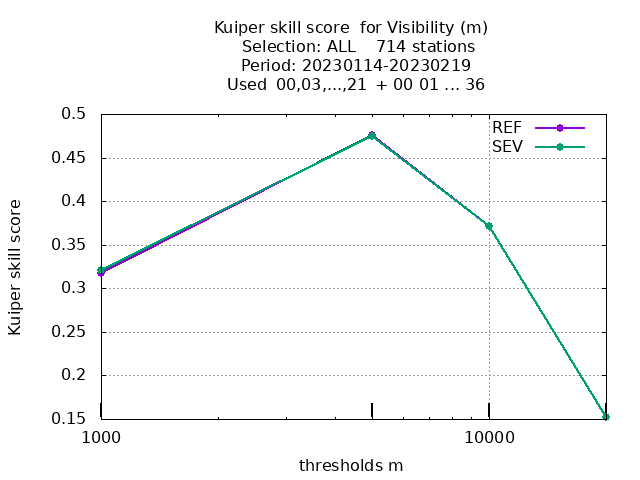 Kuiper skill score  for Visibility (m)
Selection: ALL    714 stations
Period: 20230114-20230219
Used  00,03,...,21  + 00 01 ... 36
0.5
0.45
0.4
0.35
0.3
0.25
0.2
0.15
Kuiper skill score
REF
SEV
1000
10000
thresholds m